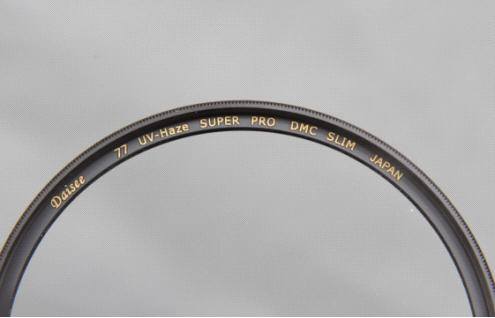 Daisee 77 UV-Haze SUPER PRO DMC SLIM JAPAN